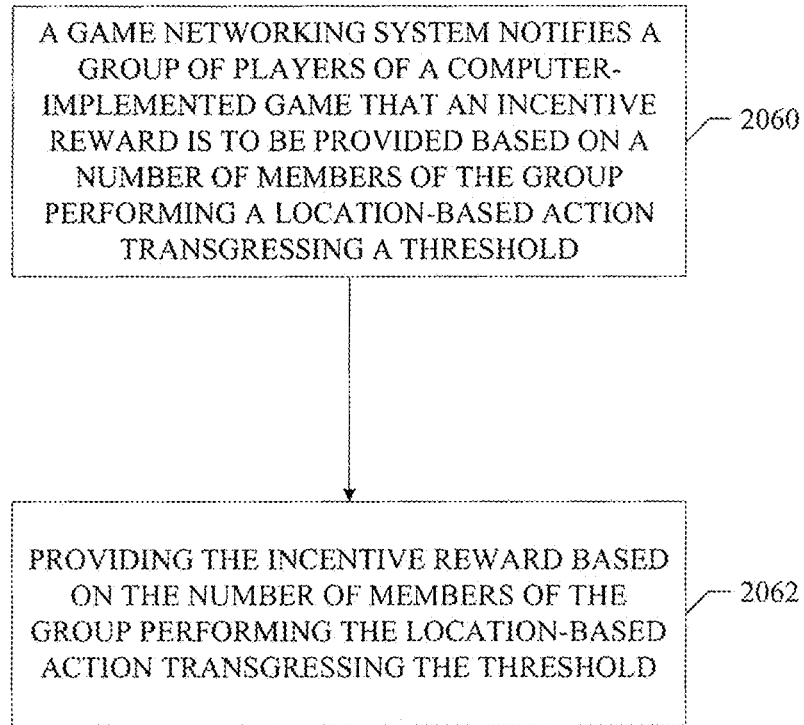 A GAME NETWORKING SYSTEM NOTIFIES A
GROUP OF PLAYERS OF A COMPUTER-
IMPLEMENTED GAME THAT AN INCENTIVE
REWARD IS TO BE PROVIDED BASED ON A
NUMBER OF MEMBERS OF THE GROUP
PERFORMING A LOCATION-BASED ACTION
TRANSGRESSING A THRESHOLD
2060
PROVIDING THE INCENTIVE REWARD BASED
ON THE NUMBER OF MEMBERS OF THE
GROUP PERFORMING THE LOCATION-BASED
ACTION TRANSGRESSING THE THRESHOLD
2062